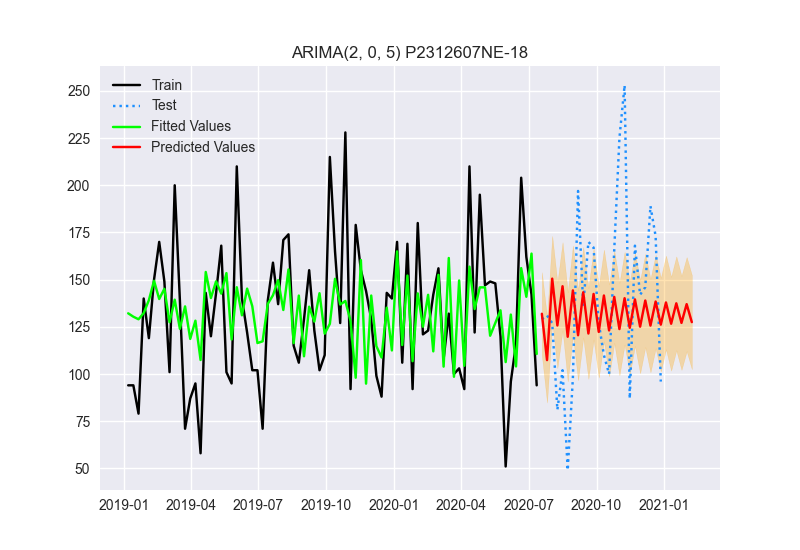 ARIMA(2, 0, 5) P2312607NE-18
Train
Test
Fitted Values
Predicted Values
250
225
200
175
150
125
100
75
50
2019-01 2019-04 2019-07 2019-10 2020-01 2020-04 2020-07 2020-10 2021-01